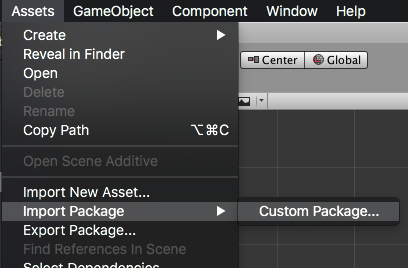 Assets GameObject Component Window Help
Create
Reveal in Finder
Open
Delete
Rename
Copy Path ⌥⌘C
Open Scene Additive
Import New Asset...
Import Package
Export Package...
Find References In Scene
Select Dependencies
Center Global
Custom Package...